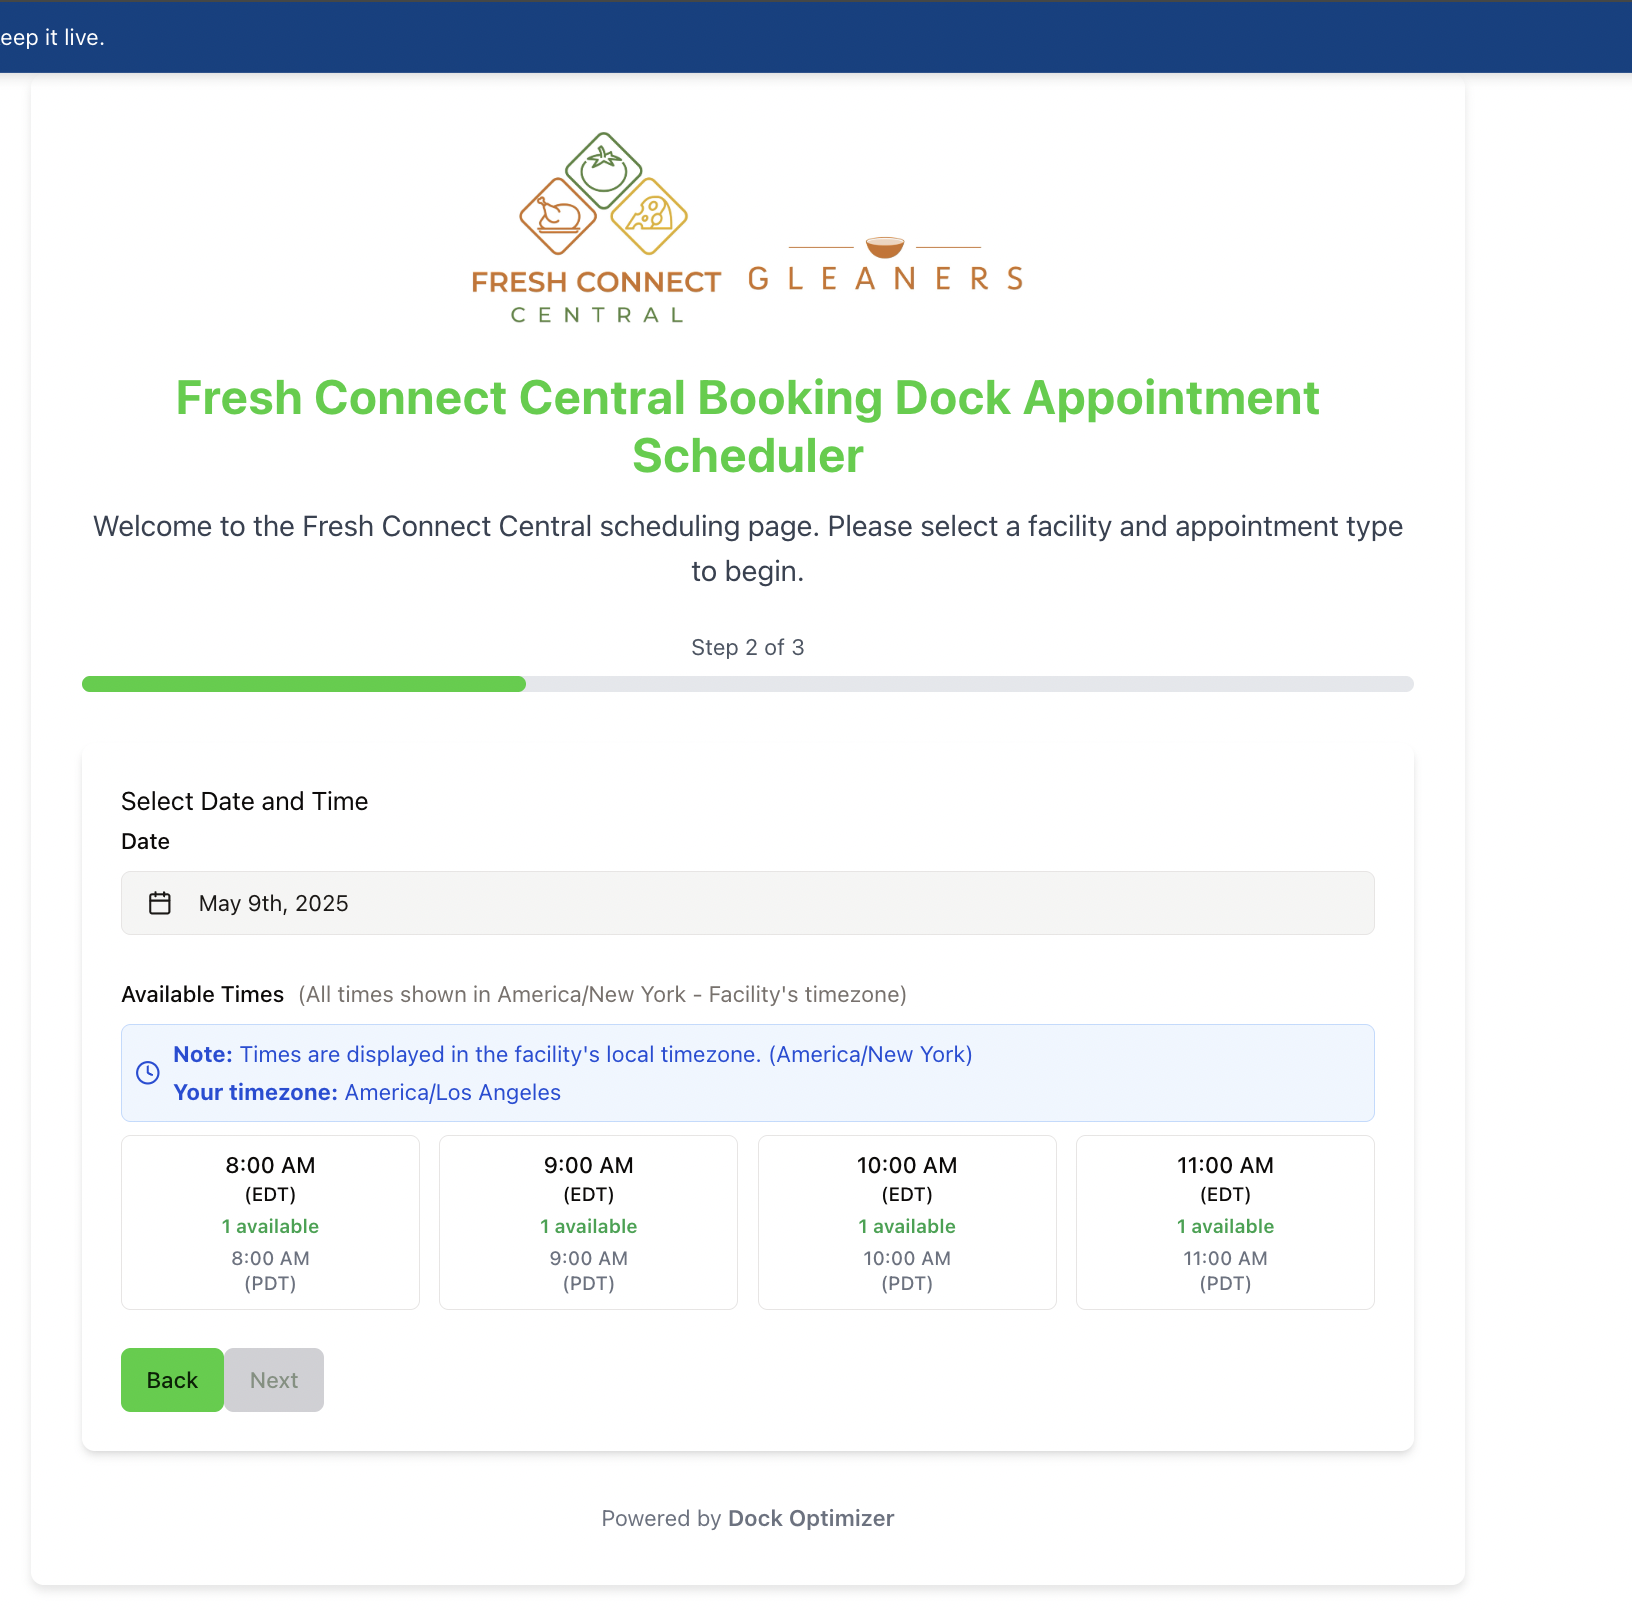 eep it live.
FRESH CONNECT
CENTRAL
GLEANERS
Fresh Connect Central Booking Dock Appointment
Scheduler
Welcome to the Fresh Connect Central scheduling page. Please select a facility and appointment type
to begin.
Step 2 of 3
Select Date and Time
Date
May 9th, 2025
Available Times (All times shown in America/New York - Facility's timezone)
Note: Times are displayed in the facility's local timezone. (America/New York)
Your timezone: America/Los Angeles
8:00 AM
(EDT)
1 available
8:00 AM
(PDT)
9:00 AM
(EDT)
1 available
9:00 AM
(PDT)
10:00 AM
(EDT)
1 available
10:00 AM
(PDT)
11:00 AM
(EDT)
1 available
11:00 AM
(PDT)
Back
Next
Powered by Dock Optimizer